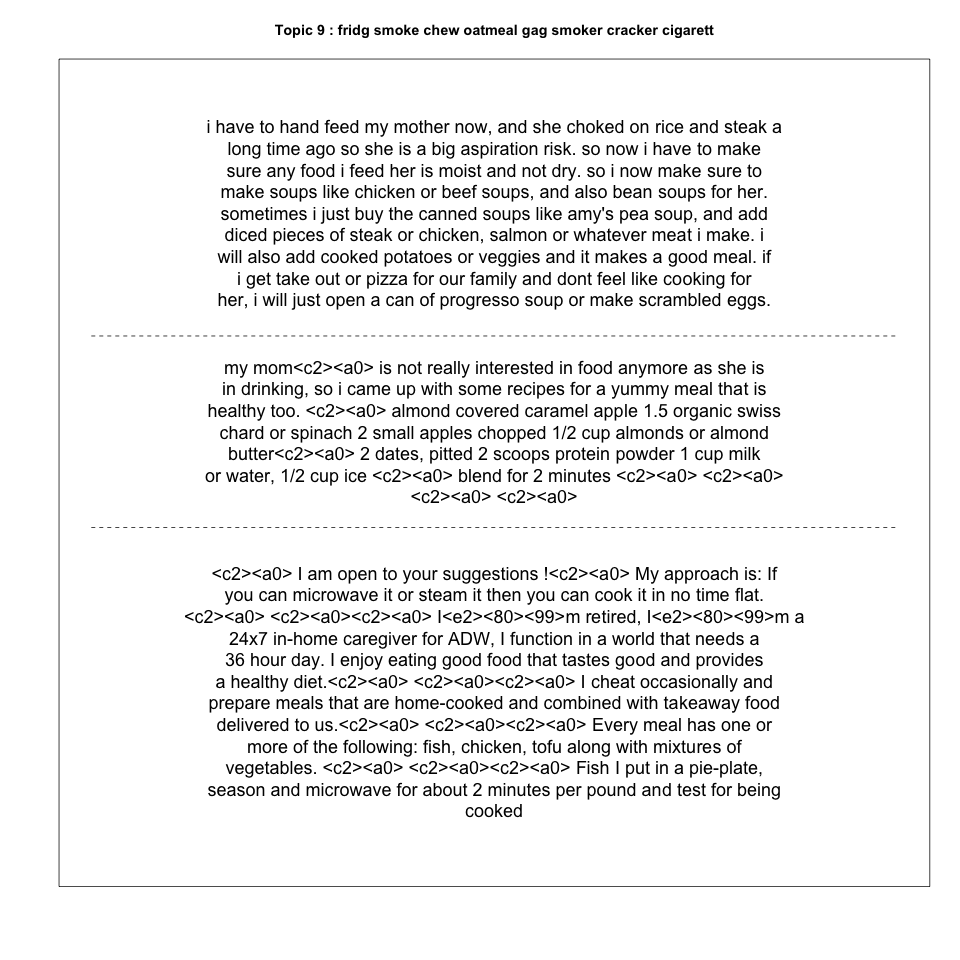 Topic 9 : fridg smoke chew oatmeal gag smoker cracker cigarett
i have to hand feed my mother now, and she choked on rice and steak a
long time ago so she is a big aspiration risk. so now i have to make
sure any food i feed her is moist and not dry. so i now make sure to
make soups like chicken or beef soups, and also bean soups for her.
sometimes i just buy the canned soups like amy's pea soup, and add
diced pieces of steak or chicken, salmon or whatever meat i make. i
will also add cooked potatoes or veggies and it makes a good meal. if
i get take out or pizza for our family and dont feel like cooking for
her, i will just open a can of progresso soup or make scrambled eggs.
my mom<c2><a0> is not really interested in food anymore as she is
in drinking, so i came up with some recipes for a yummy meal that is
healthy too. <c2><a0> almond covered caramel apple 1.5 organic swiss
chard or spinach 2 small apples chopped 1/2 cup almonds or almond
butter<c2><a0> 2 dates, pitted 2 scoops protein powder 1 cup milk
or water, 1/2 cup ice <c2><a0> blend for 2 minutes <c2><a0> <c2><a0>
<c2><a0> <c2><a0>
<c2><a0> I am open to your suggestions !<c2><a0> My approach is: If
you can microwave it or steam it then you can cook it in no time flat.
<c2><a0> <c2><a0><c2><a0> I<e2><80><99>m retired, I<e2><80><99>m a
24x7 in-home caregiver for ADW, I function in a world that needs a
36 hour day. I enjoy eating good food that tastes good and provides
a healthy diet.<c2><a0> <c2><a0><c2><a0> I cheat occasionally and
prepare meals that are home-cooked and combined with takeaway food
delivered to us.<c2><a0> <c2><a0><c2><a0> Every meal has one or
more of the following: fish, chicken, tofu along with mixtures of
vegetables. <c2><a0> <c2><a0><c2><a0> Fish I put in a pie-plate,
season and microwave for about 2 minutes per pound and test for being
cooked